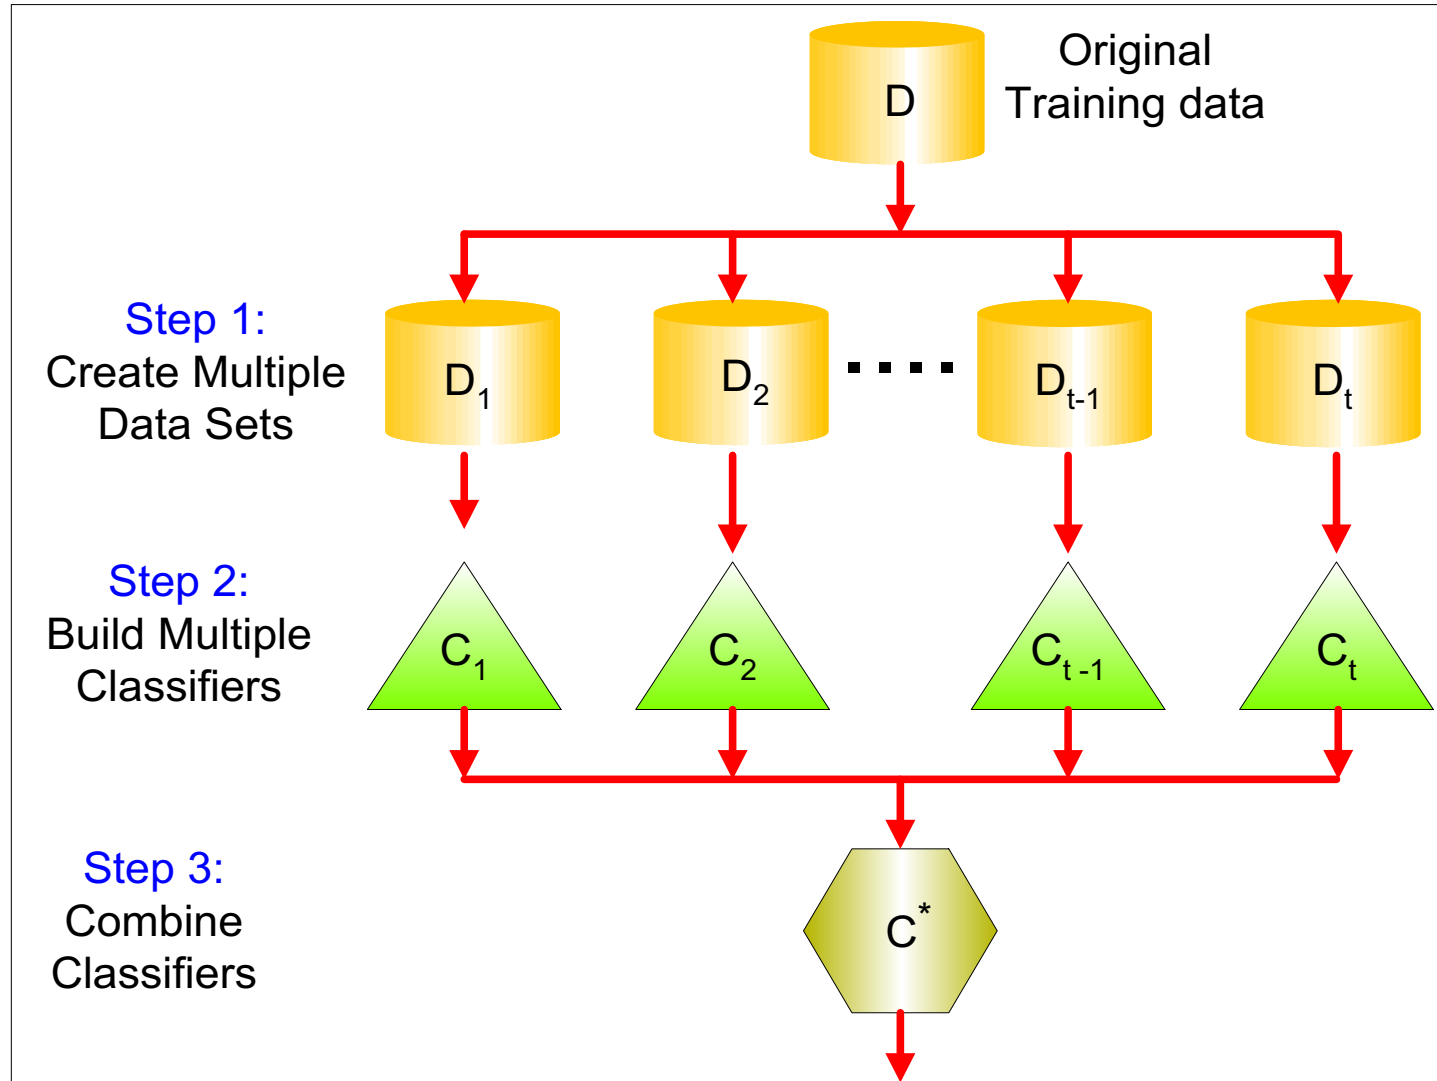 D
Original
Training data
Step 1:
Create Multiple
Data Sets
D1
D2
Dt-1
Dt
Step 2:
Build Multiple
Classifiers
C1
C2
Ct -1
Ct
Step 3:
Combine
Classifiers
C*